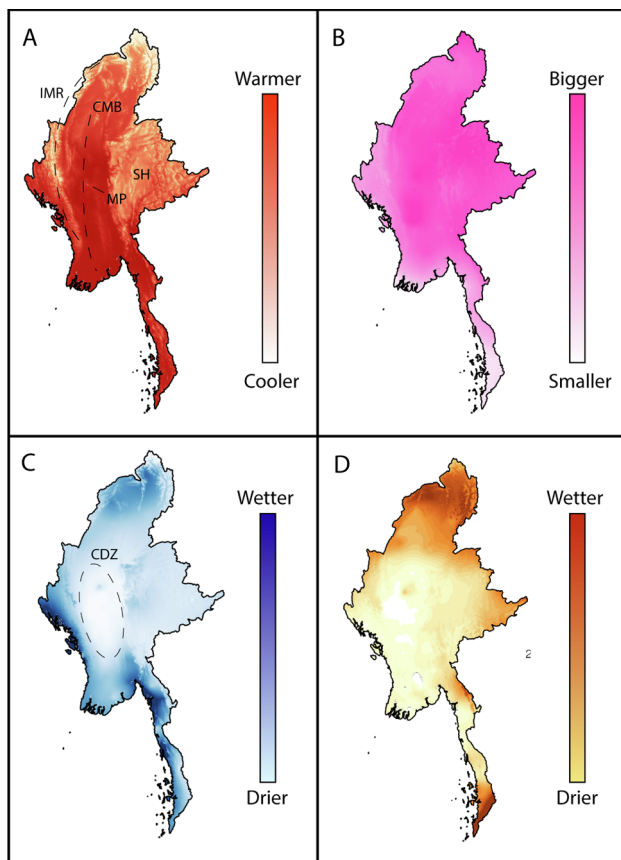 A
IMR
CMB
SH
MP
Warmer
Cooler
B
Bigger
Smaller
C
CDZ
Wetter
Drier
D
Wetter
Drier
2